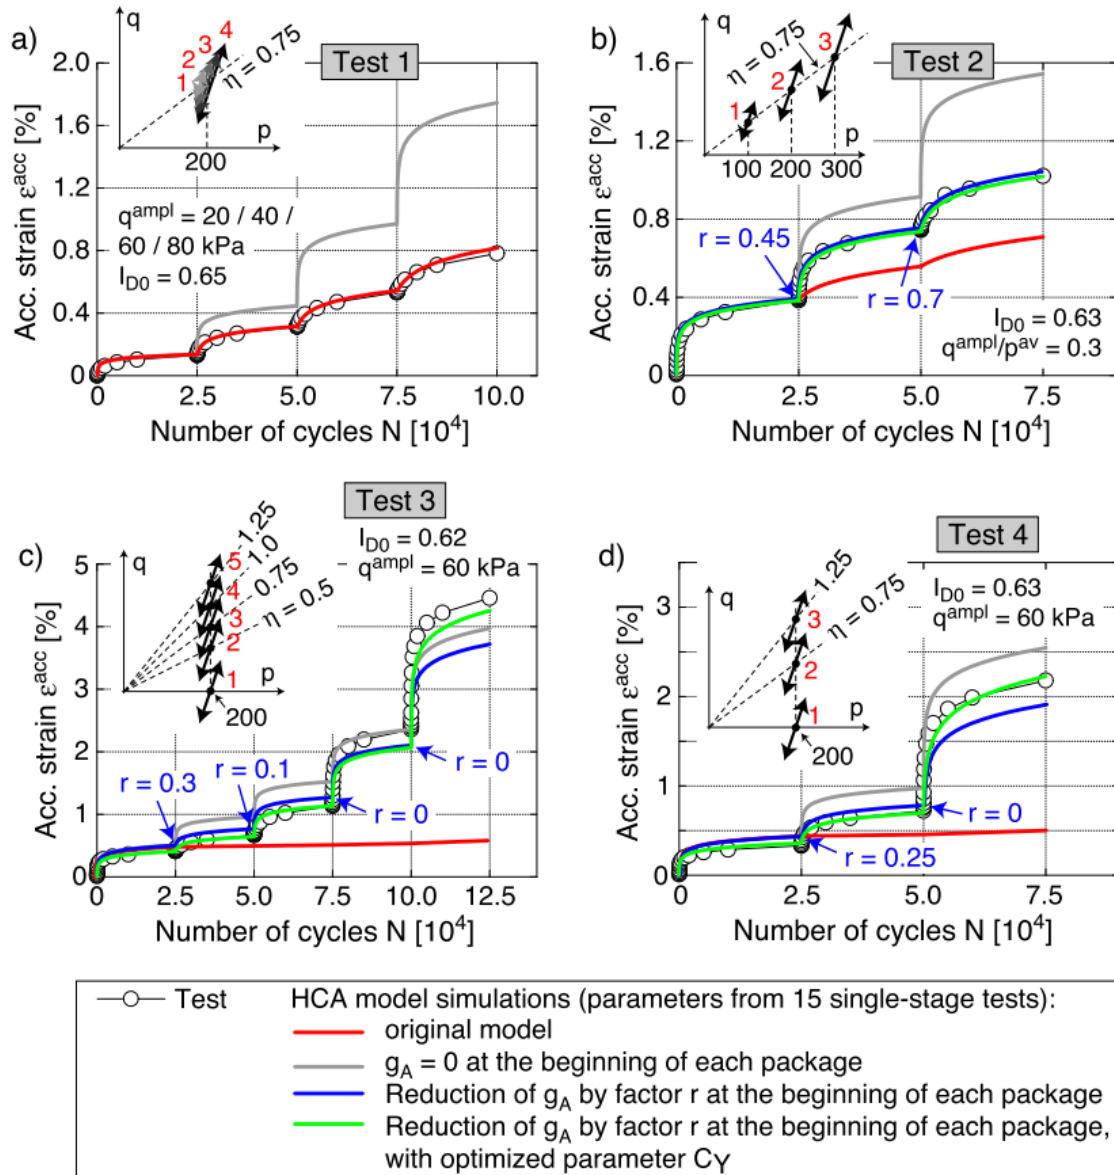 a)
q
1
2
3
4
η = 0.75
p
200
Test 1
Acc. strain ε^acc [%]
2.0
1.6
1.2
0.8
0.4
0
q^ampl = 20 / 40 /
60 / 80 kPa
I_D0 = 0.65
0
2.5
5.0
7.5
10.0
Number of cycles N [10^4]
b)
q
1
2
3
η = 0.75
p
100
200
300
Test 2
Acc. strain ε^acc [%]
1.6
1.2
0.8
0.4
0
r = 0.45
r = 0.7
I_D0 = 0.63
q^ampl/p^av = 0.3
0
2.5
5.0
7.5
Number of cycles N [10^4]
c)
q
1.25
1.0
0.75
η = 0.5
5
4
3
2
1
p
200
Test 3
I_D0 = 0.62
q^ampl = 60 kPa
Acc. strain ε^acc [%]
5
4
3
2
1
0
r = 0.3
r = 0.1
r = 0
r = 0
0
2.5
5.0
7.5
10.0
12.5
Number of cycles N [10^4]
d)
q
1.25
η = 0.75
3
2
1
p
200
Test 4
I_D0 = 0.63
q^ampl = 60 kPa
Acc. strain ε^acc [%]
3
2
1
0
r = 0.25
r = 0
0
2.5
5.0
7.5
Number of cycles N [10^4]
Test
HCA model simulations (parameters from 15 single-stage tests):
original model
g_A = 0 at the beginning of each package
Reduction of g_A by factor r at the beginning of each package
Reduction of g_A by factor r at the beginning of each package,
with optimized parameter C_Y